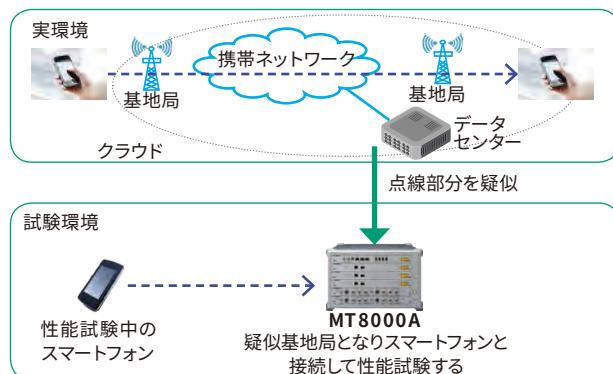 実環境
携帯ネットワーク
基地局
基地局
データ
センター
クラウド
点線部分を疑似
試験環境
性能試験中の
スマートフォン
MT8000A
疑似基地局となりスマートフォンと
接続して性能試験する